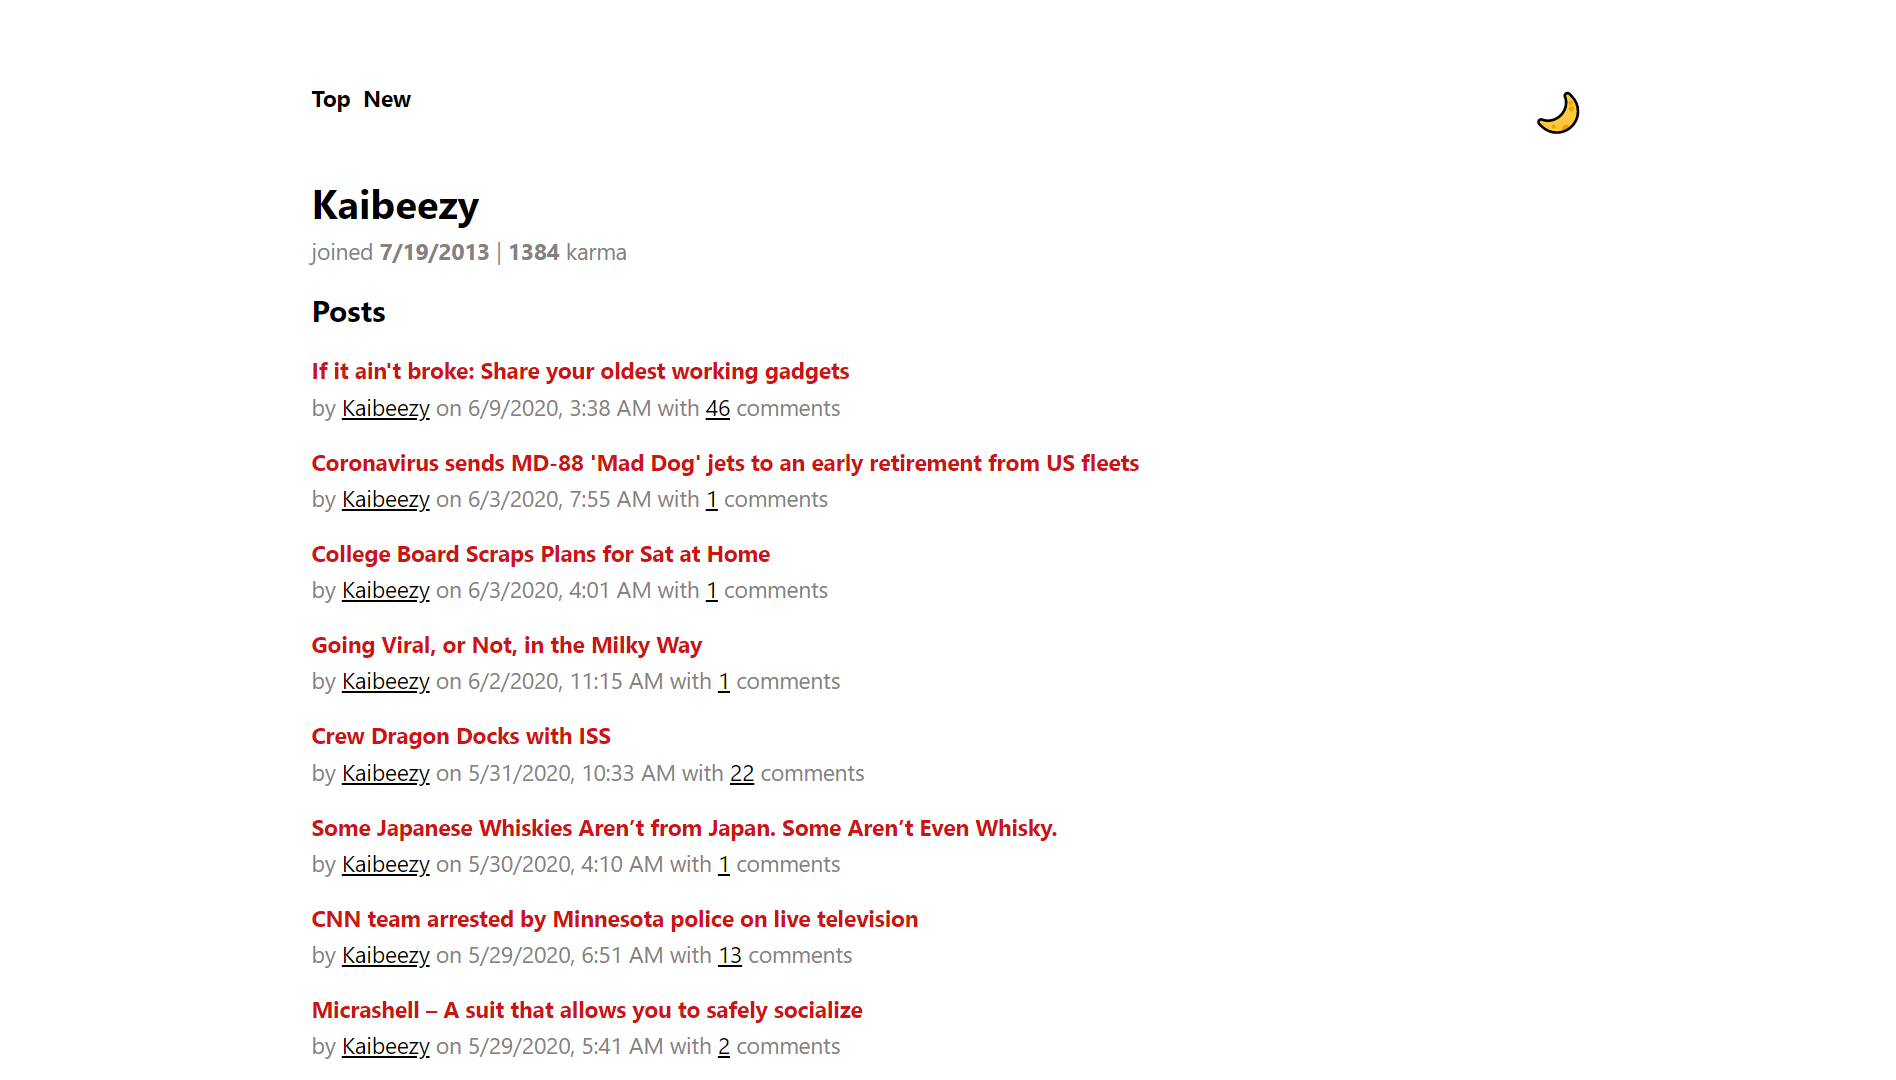 Top New
Kaibeezy
joined 7/19/2013 | 1384 karma
Posts
If it ain't broke: Share your oldest working gadgets
by Kaibeezy on 6/9/2020, 3:38 AM with 46 comments
Coronavirus sends MD-88 'Mad Dog' jets to an early retirement from US fleets
by Kaibeezy on 6/3/2020, 7:55 AM with 1 comments
College Board Scraps Plans for Sat at Home
by Kaibeezy on 6/3/2020, 4:01 AM with 1 comments
Going Viral, or Not, in the Milky Way
by Kaibeezy on 6/2/2020, 11:15 AM with 1 comments
Crew Dragon Docks with ISS
by Kaibeezy on 5/31/2020, 10:33 AM with 22 comments
Some Japanese Whiskies Aren’t from Japan. Some Aren’t Even Whisky.
by Kaibeezy on 5/30/2020, 4:10 AM with 1 comments
CNN team arrested by Minnesota police on live television
by Kaibeezy on 5/29/2020, 6:51 AM with 13 comments
Micrashell – A suit that allows you to safely socialize
by Kaibeezy on 5/29/2020, 5:41 AM with 2 comments